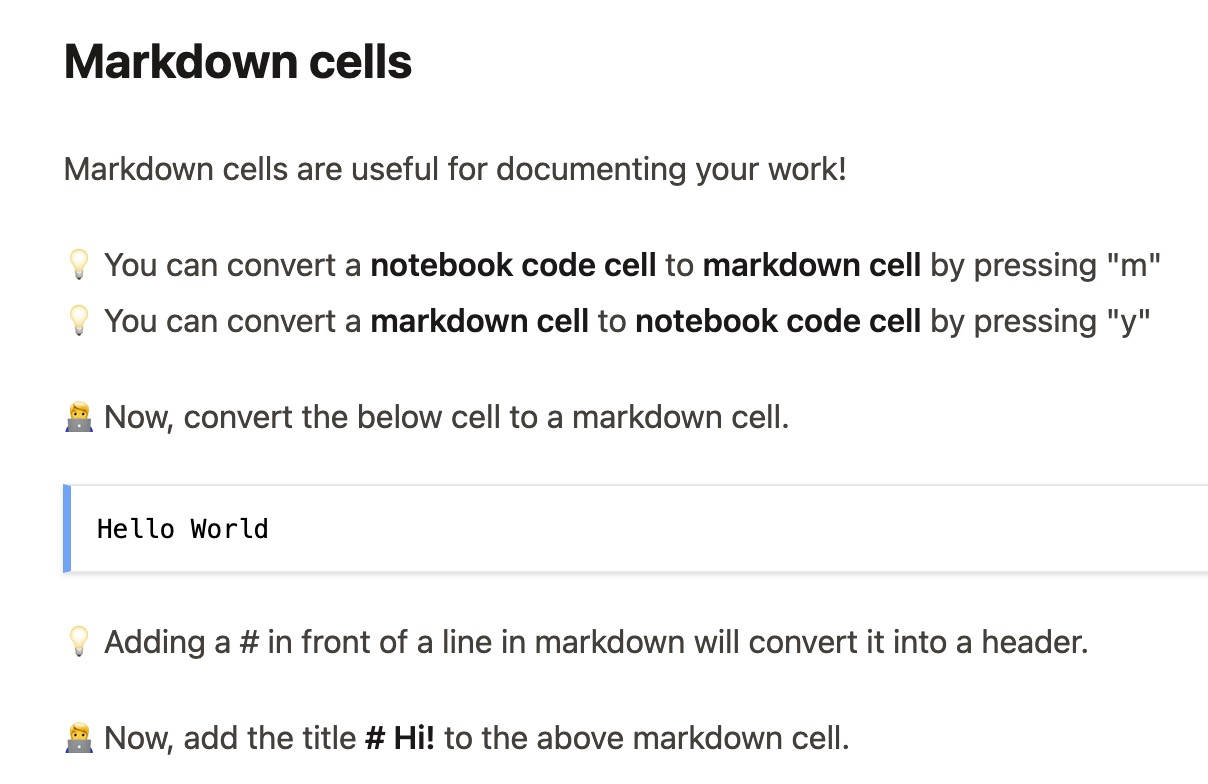 Markdown cells
Markdown cells are useful for documenting your work!
💡 You can convert a notebook code cell to markdown cell by pressing "m"
💡 You can convert a markdown cell to notebook code cell by pressing "y"
🧑‍💻 Now, convert the below cell to a markdown cell.
Hello World
💡 Adding a # in front of a line in markdown will convert it into a header.
🧑‍💻 Now, add the title # Hi! to the above markdown cell.